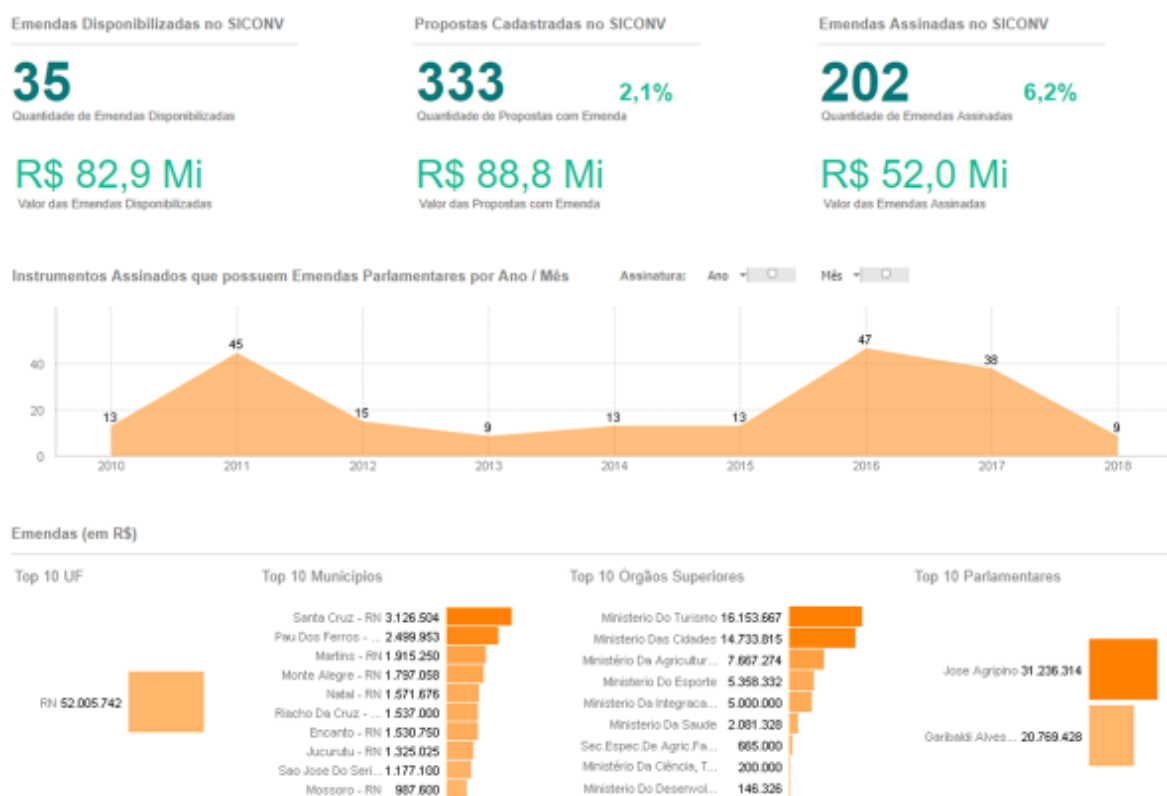 Emendas Disponibilizadas no SICONV
Propostas Cadastradas no SICONV
Emendas Assinadas no SICONV
35
333 2,1%
202 6,2%
Quantidade de Emendas Disponibilizadas
Quantidade de Propostas com Emenda
Quantidade de Emendas Assinadas
R$ 82,9 Mi
R$ 88,8 Mi
R$ 52,0 Mi
Valor das Emendas Disponibilizadas
Valor das Propostas com Emenda
Valor das Emendas Assinadas
Instrumentos Assinados que possuem Emendas Parlamentares por Ano / Mês
Assinatura: Ano Mês
40
20
0
13
45
15
9
13
13
47
38
9
2010 2011 2012 2013 2014 2015 2016 2017 2018
Emendas (em R$)
Top 10 UF
RN 52.005.742
Top 10 Municípios
Santa Cruz - RN 3.126.504
Pau Dos Ferros - ... 2.499.953
Martins - RN 1.915.250
Monte Alegre - RN 1.797.058
Natal - RN 1.571.676
Riacho Da Cruz - ... 1.537.000
Encanto - RN 1.530.750
Jucurutu - RN 1.325.025
Sao Jose Do Seri... 1.177.100
Mossoro - RN 987.600
Top 10 Órgãos Superiores
Ministerio Do Turismo 16.153.667
Ministerio Das Cidades 14.733.815
Ministério Da Agricultur... 7.667.274
Ministerio Do Esporte 5.358.332
Ministério Da Integraca... 5.000.000
Ministerio Da Saude 2.081.328
Sec.Espec.De Agric.Fa... 665.000
Ministério Da Ciência, T... 200.000
Ministério Do Desenvol... 146.326
Top 10 Parlamentares
Jose Agripino 31.236.314
Garibaldi Alves... 20.769.428